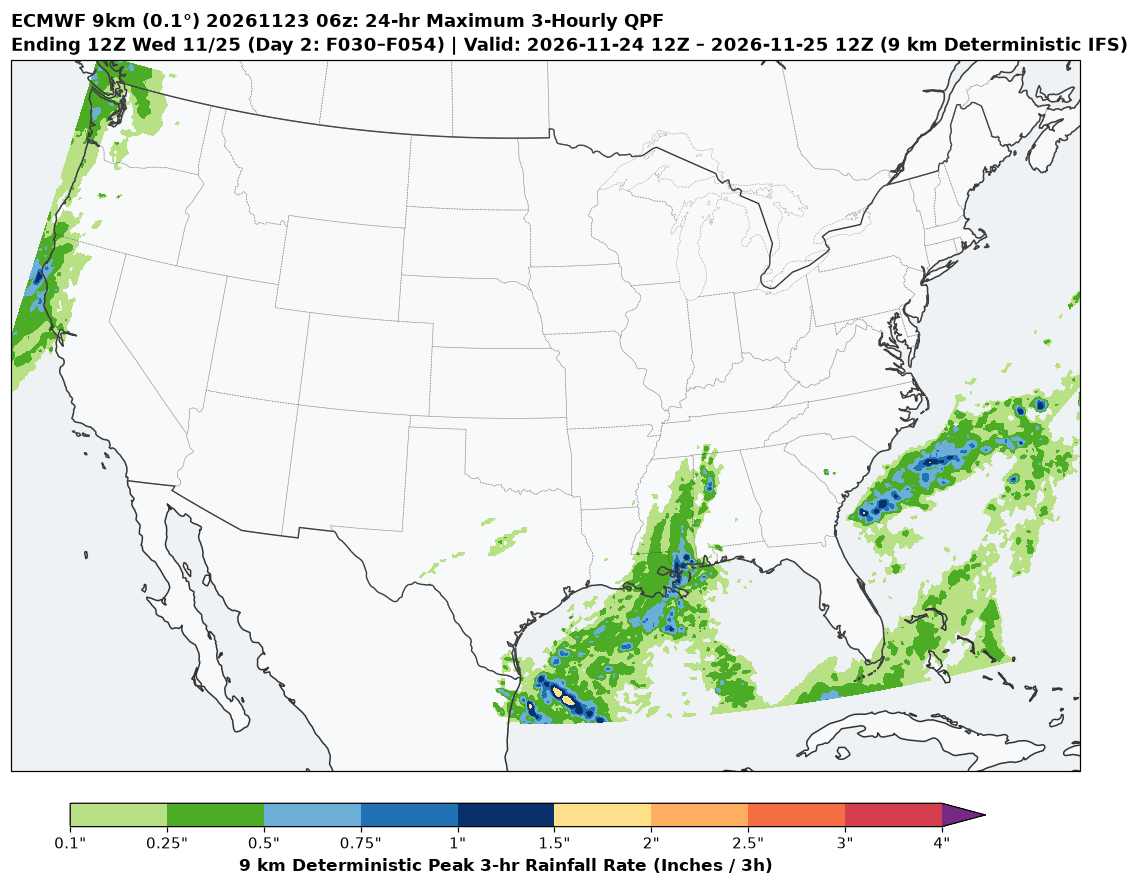 ECMWF 9km (0.1°) 20261123 06z: 24-hr Maximum 3-Hourly QPF
Ending 12Z Wed 11/25 (Day 2: F030–F054) | Valid: 2026-11-24 12Z – 2026-11-25 12Z (9 km Deterministic IFS)
0.1" 0.25" 0.5" 0.75" 1" 1.5" 2" 2.5" 3" 4"
9 km Deterministic Peak 3-hr Rainfall Rate (Inches / 3h)